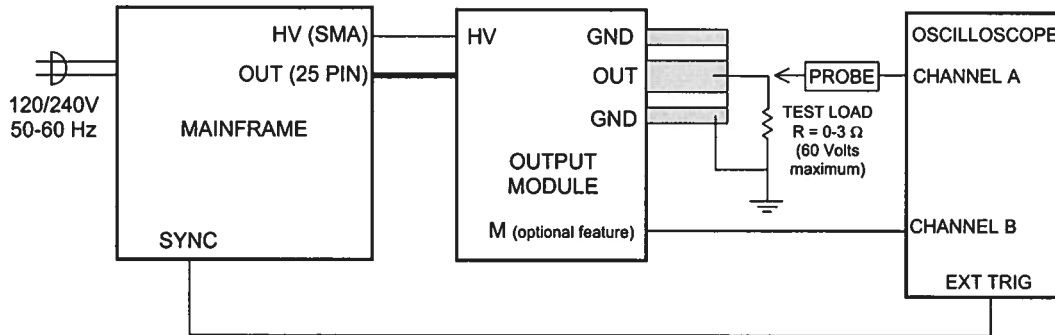 120/240V
50-60 Hz
HV (SMA)
OUT (25 PIN)
MAINFRAME
SYNC
HV
GND
OUT
GND
OUTPUT
MODULE
M (optional feature)
PROBE
TEST LOAD
R = 0-3 Ω
(60 Volts
maximum)
OSCILLOSCOPE
CHANNEL A
CHANNEL B
EXT TRIG